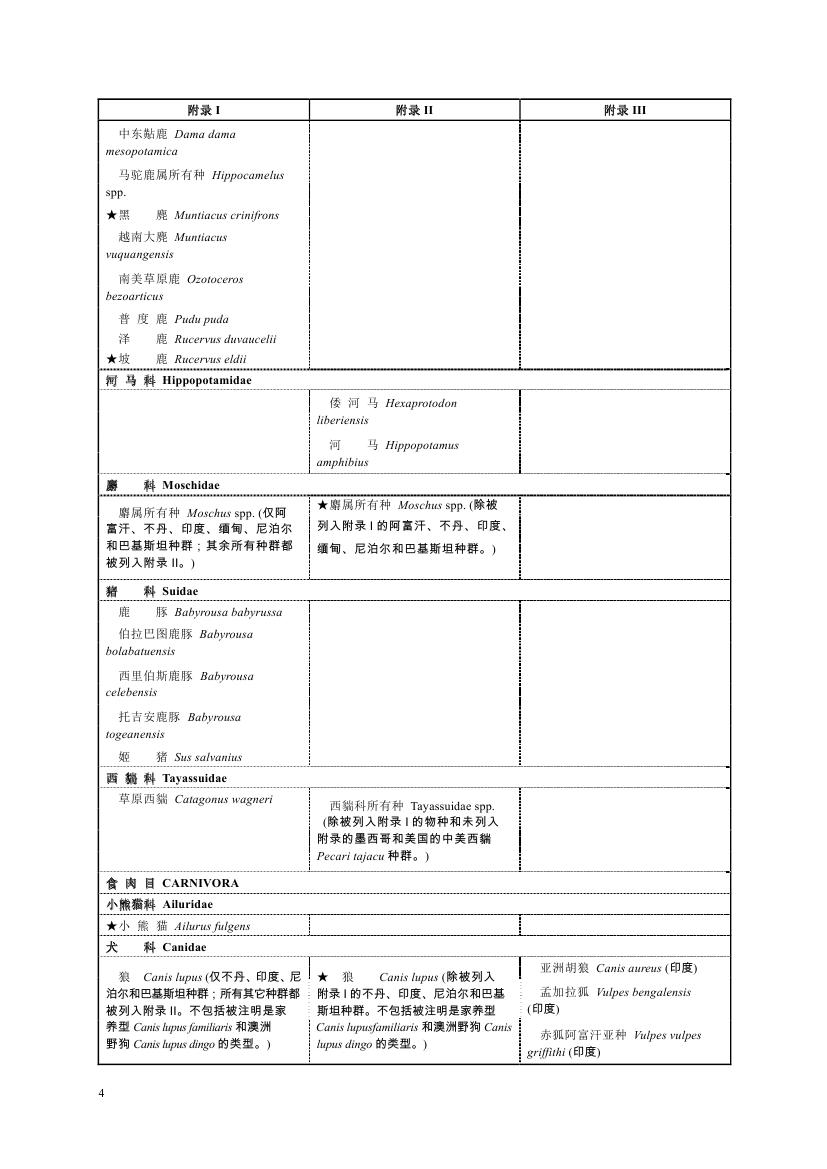 附录 I 附录 II 附录 III
中东黇鹿 Dama dama
mesopotamica
马驼鹿属所有种 Hippocamelus
spp.
★黑 麂 Muntiacus crinifrons
越南大麂 Muntiacus
vuquangensis
南美草原鹿 Ozotoceros
bezoarticus
普 度 鹿 Pudu puda
泽 鹿 Rucervus duvaucelii
★坡 鹿 Rucervus eldii
河 马 科 Hippopotamidae
倭 河 马 Hexaprotodon
liberiensis
河 马 Hippopotamus
amphibius
麝 科 Moschidae
麝属所有种 Moschus spp. (仅阿
富汗、不丹、印度、缅甸、尼泊尔
和巴基斯坦种群；其余所有种群都
被列入附录 II。)
★麝属所有种 Moschus spp. (除被
列入附录 I 的阿富汗、不丹、印度、
缅甸、尼泊尔和巴基斯坦种群。)
猪 科 Suidae
鹿 豚 Babyrousa babyrussa
伯拉巴图鹿豚 Babyrousa
bolabatuensis
西里伯斯鹿豚 Babyrousa
celebensis
托吉安鹿豚 Babyrousa
togeanensis
姬 猪 Sus salvanius
西 貒 科 Tayassuidae
草原西貒 Catagonus wagneri
西貒科所有种 Tayassuidae spp.
(除被列入附录 I 的物种和未列入
附录的墨西哥和美国的中美西貒
Pecari tajacu 种群。)
食 肉 目 CARNIVORA
小熊猫科 Ailuridae
★小 熊 猫 Ailurus fulgens
犬 科 Canidae
狼 Canis lupus (仅不丹、印度、尼
泊尔和巴基斯坦种群；所有其它种群都
被列入附录 II。不包括被注明是家
养型 Canis lupus familiaris 和澳洲
野狗 Canis lupus dingo 的类型。)
★ 狼 Canis lupus (除被列入
附录 I 的不丹、印度、尼泊尔和巴基
斯坦种群。不包括被注明是家养型
Canis lupusfamiliaris 和澳洲野狗 Canis
lupus dingo 的类型。)
亚洲胡狼 Canis aureus (印度)
孟加拉狐 Vulpes bengalensis
(印度)
赤狐阿富汗亚种 Vulpes vulpes
griffithi (印度)
4